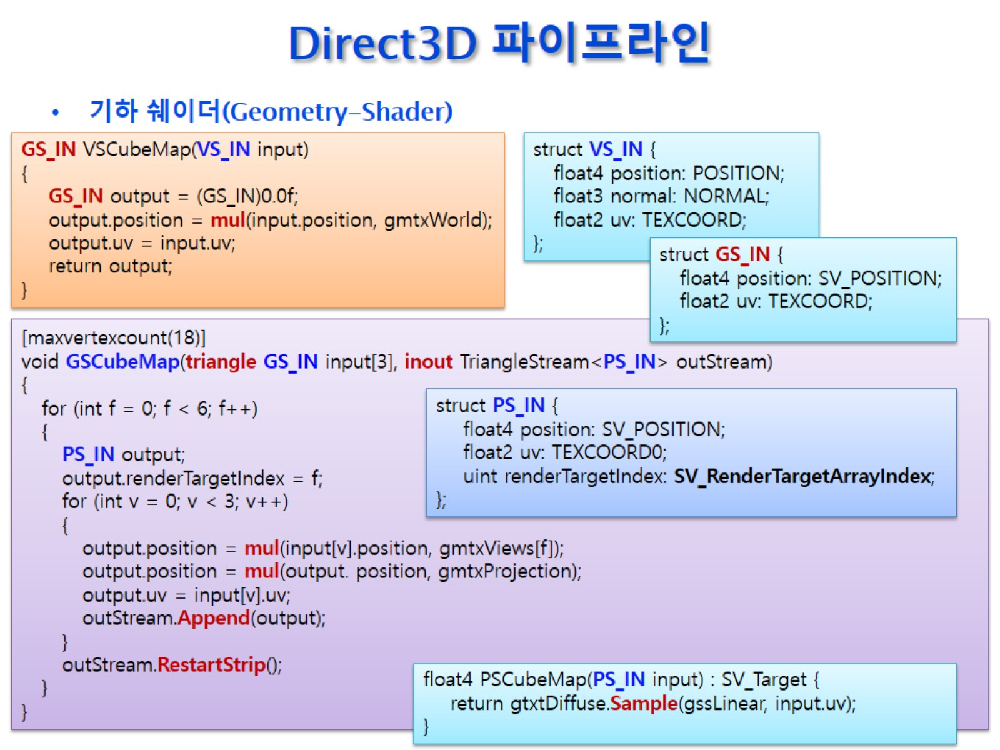 Direct3D 파이프라인
• 기하 쉐이더(Geometry-Shader)
GS_IN VSCubeMap(VS_IN input)
{
GS_IN output = (GS_IN)0.0f;
output.position = mul(input.position, gmtxWorld);
output.uv = input.uv;
return output;
}
struct VS_IN {
float4 position: POSITION;
float3 normal: NORMAL;
float2 uv: TEXCOORD;
};
struct GS_IN {
float4 position: SV_POSITION;
float2 uv: TEXCOORD;
};
[maxvertexcount(18)]
void GSCubeMap(triangle GS_IN input[3], inout TriangleStream<PS_IN> outStream)
{
for (int f = 0; f < 6; f++)
{
PS_IN output;
output.renderTargetIndex = f;
for (int v = 0; v < 3; v++)
{
output.position = mul(input[v].position, gmtxViews[f]);
output.position = mul(output. position, gmtxProjection);
output.uv = input[v].uv;
outStream.Append(output);
}
outStream.RestartStrip();
}
}
struct PS_IN {
float4 position: SV_POSITION;
float2 uv: TEXCOORD0;
uint renderTargetIndex: SV_RenderTargetArrayIndex;
};
float4 PSCubeMap(PS_IN input) : SV_Target {
return gtxtDiffuse.Sample(gssLinear, input.uv);
}